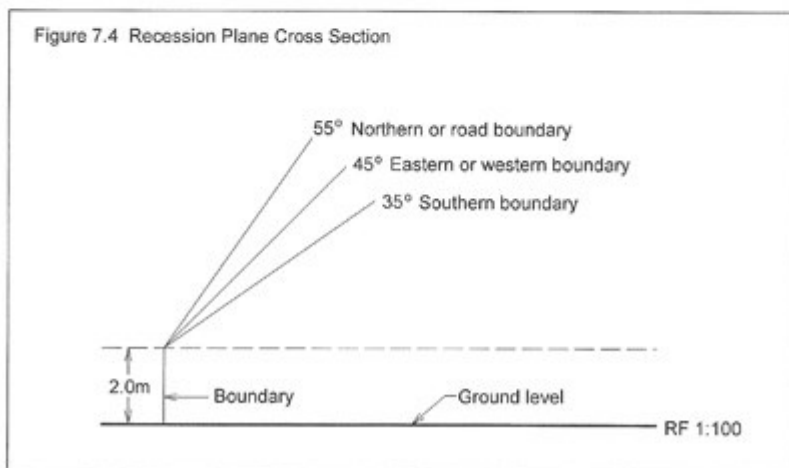 Figure 7.4 Recession Plane Cross Section
55° Northern or road boundary
45° Eastern or western boundary
35° Southern boundary
2.0m
Boundary
Ground level
RF 1:100